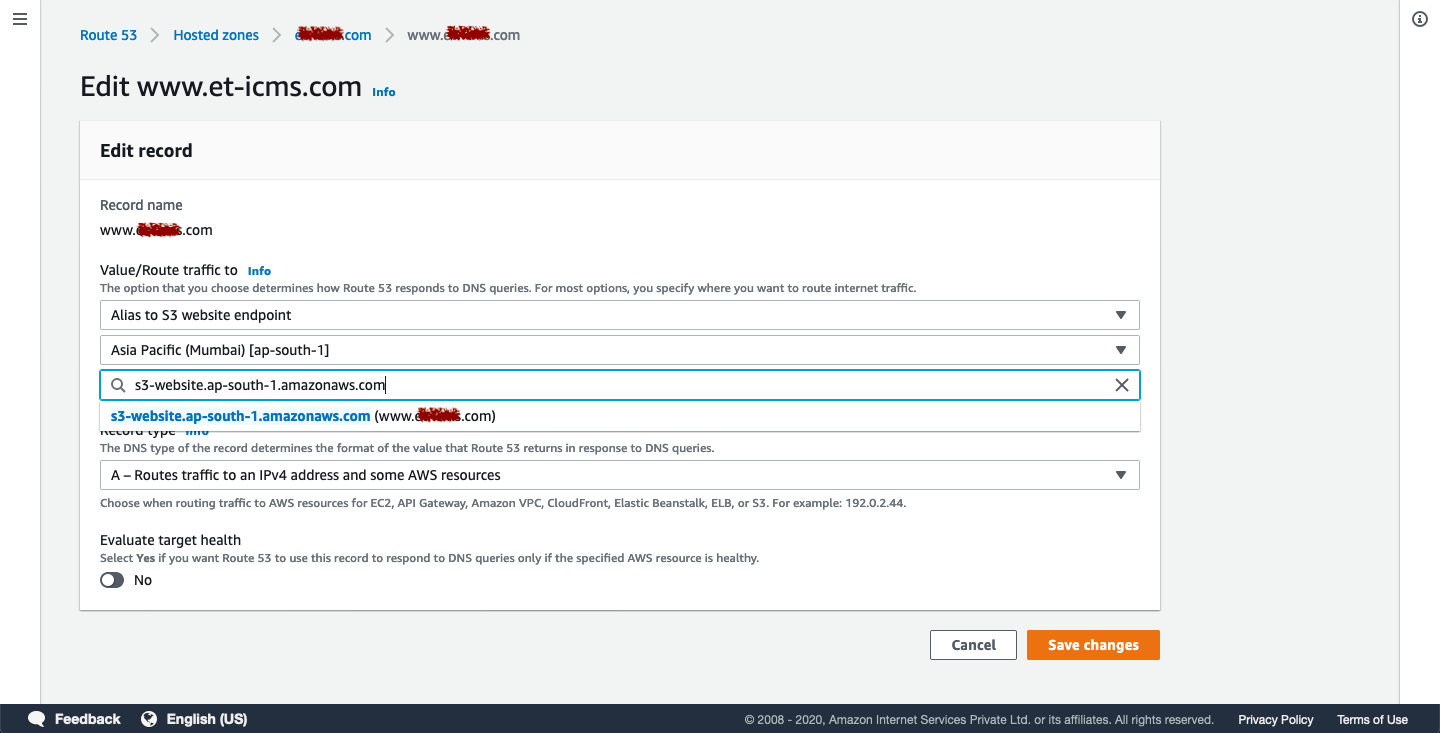 Route 53 Hosted zones .com www. .com
Edit www.et-icms.com Info
Edit record
Record name
www. .com
Value/Route traffic to Info
The option that you choose determines how Route 53 responds to DNS queries. For most options, you specify where you want to route internet traffic.
Alias to S3 website endpoint
Asia Pacific (Mumbai) [ap-south-1]
s3-website.ap-south-1.amazonaws.com
s3-website.ap-south-1.amazonaws.com (www. .com)
Record type Info
The DNS type of the record determines the format of the value that Route 53 returns in response to DNS queries.
A – Routes traffic to an IPv4 address and some AWS resources
Choose when routing traffic to AWS resources for EC2, API Gateway, Amazon VPC, CloudFront, Elastic Beanstalk, ELB, or S3. For example: 192.0.2.44.
Evaluate target health
Select Yes if you want Route 53 to use this record to respond to DNS queries only if the specified AWS resource is healthy.
No
Cancel Save changes
Feedback English (US) © 2008 - 2020, Amazon Internet Services Private Ltd. or its affiliates. All rights reserved. Privacy Policy Terms of Use